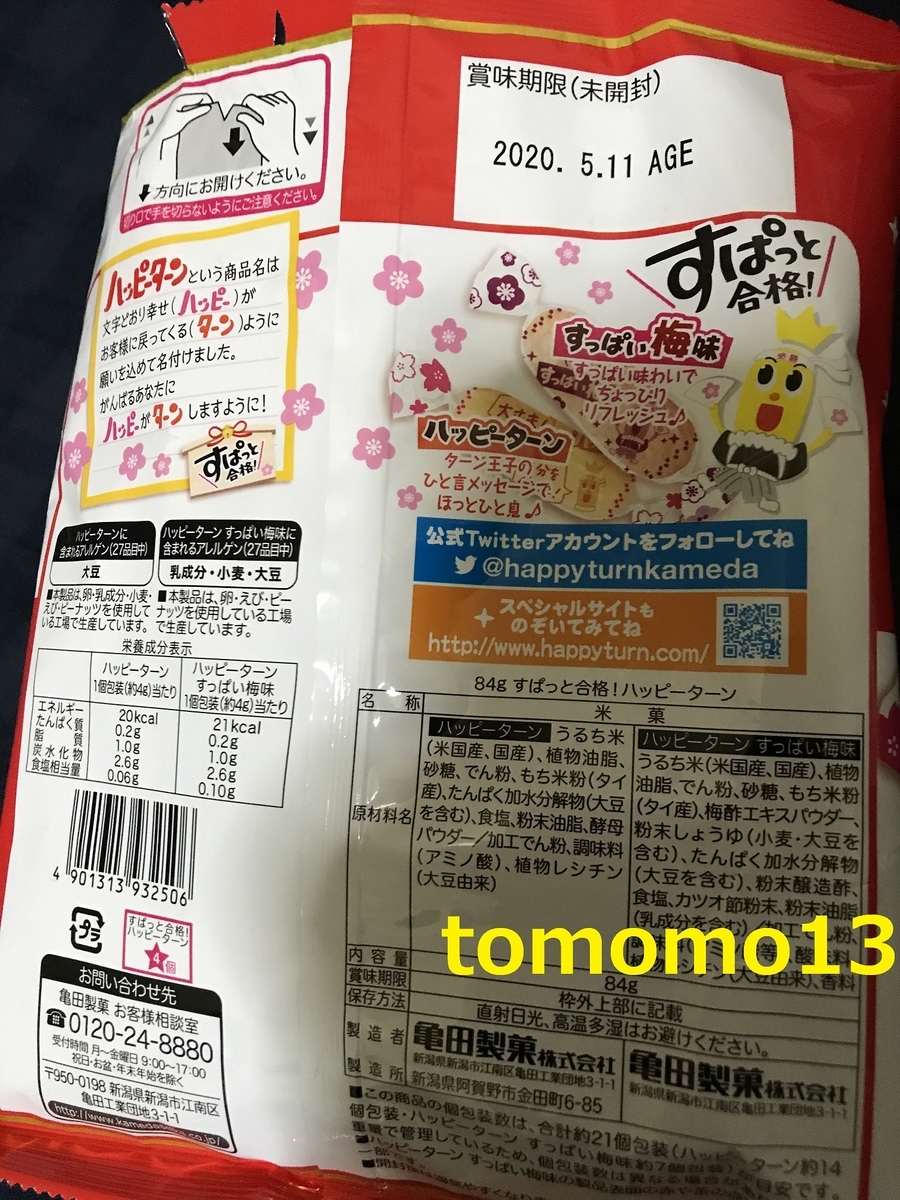 賞味期限(未開封)
2020. 5.11 AGE
方向にお開けください。
切り口で手を切らないようにご注意ください。
ハッピーターンという商品名は
文字どおり幸せ(ハッピー)が
お客様に戻ってくる(ターン)ように
願いを込めて名付けました。
がんばるあなたに
ハッピーがターンしますように!
すぱっと
合格!
すぱっと
合格!
すっぱい梅味
すっぱい味わいで
ちょっぴり
リフレッシュ♪
ハッピーターン
ターン王子の
ひと言メッセージで
ほっとひと息♪
公式Twitterアカウントをフォローしてね
@happyturnkameda
スペシャルサイトも
のぞいてみてね
http://www.happyturn.com/
ハッピーターンに
含まれるアレルゲン(27品目中)
大豆
ハッピーターン すっぱい梅味に
含まれるアレルゲン(27品目中)
乳成分・小麦・大豆
■本製品は、卵・乳成分・小麦・
えび・ピーナッツを使用して
いる工場で生産しています。
■本製品は、卵・えび・ピー
ナッツを使用している工場
で生産しています。
栄養成分表示
ハッピーターン
1個包装(約4g)当たり
ハッピーターン
すっぱい梅味
1個包装(約4g)当たり
エネルギー 20kcal 21kcal
たんぱく質 0.2g 0.2g
脂質 1.0g 1.0g
炭水化物 2.6g 2.6g
食塩相当量 0.06g 0.10g
4 901313 932506
プラ
すぱっと合格!
ハッピーターン
4個
お問い合わせ先
亀田製菓 お客様相談室
0120-24-8880
受付時間 月〜金曜日 9:00〜17:00
祝日・お盆・年末年始を除く
〒950-0198 新潟県新潟市江南区
亀田工業団地3-1-1
http://www.kamedaseika.co.jp/
84g すぱっと合格!ハッピーターン
名称 米菓
原材料名
ハッピーターン うるち米
(米国産、国産)、植物油脂、
砂糖、でん粉、もち米粉(タイ
産)、たんぱく加水分解物(大豆
を含む)、食塩、粉末油脂、酵母
パウダー/加工でん粉、調味料
(アミノ酸)、植物レシチン
(大豆由来)
ハッピーターン すっぱい梅味
うるち米(米国産、国産)、植物
油脂、でん粉、砂糖、もち米粉
(タイ産)、梅酢エキスパウダー、
粉末しょうゆ(小麦・大豆を
含む)、たんぱく加水分解物
(大豆を含む)、粉末醸造酢、
食塩、カツオ節粉末、粉末油脂
(乳成分を含む)
(大豆由来)、香料
tomomo13
内容量 84g
賞味期限 枠外上部に記載
保存方法 直射日光、高温多湿はお避けください。
製造者 亀田製菓株式会社
新潟県新潟市江南区亀田工業団地3-1-1
製造所 新潟県阿賀野市金田町6-85
亀田製菓株式会社
新潟県新潟市江南区亀田工業団地3-1-1
■この商品の個包装数は、合計約21個包装(ハッピーターン約14
個包装・ハッピーターン すっぱい梅味約7個包装)
重量で管理しているため、個包装数は異なる場合が